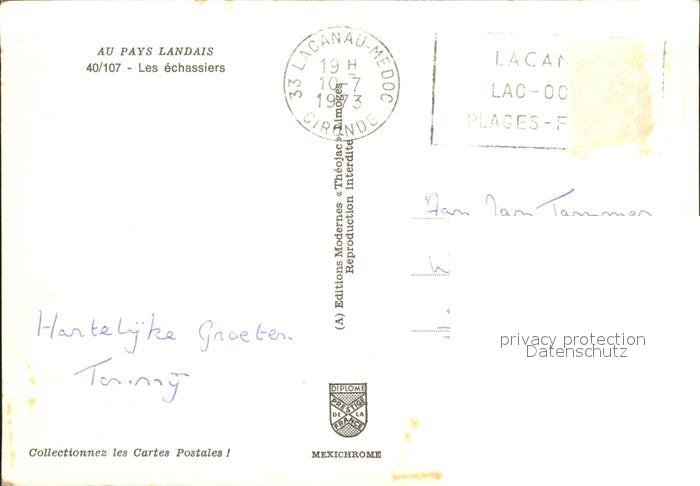 AU PAYS LANDAIS
40/107 - Les échassiers
33 LACANAU-MEDOC
19 H
10-7
1973
GIRONDE
LACAN
LAC-OC
PLAGES-F
(A) Editions Modernes «Théojac» Limoges
Reproduction Interdite
Aan Jan
W
privacy protection
Datenschutz
Hartelijke Groeten
DIPLOME
PRESTIGE
DE LA
FRANCE
Collectionnez les Cartes Postales !
MEXICHROME